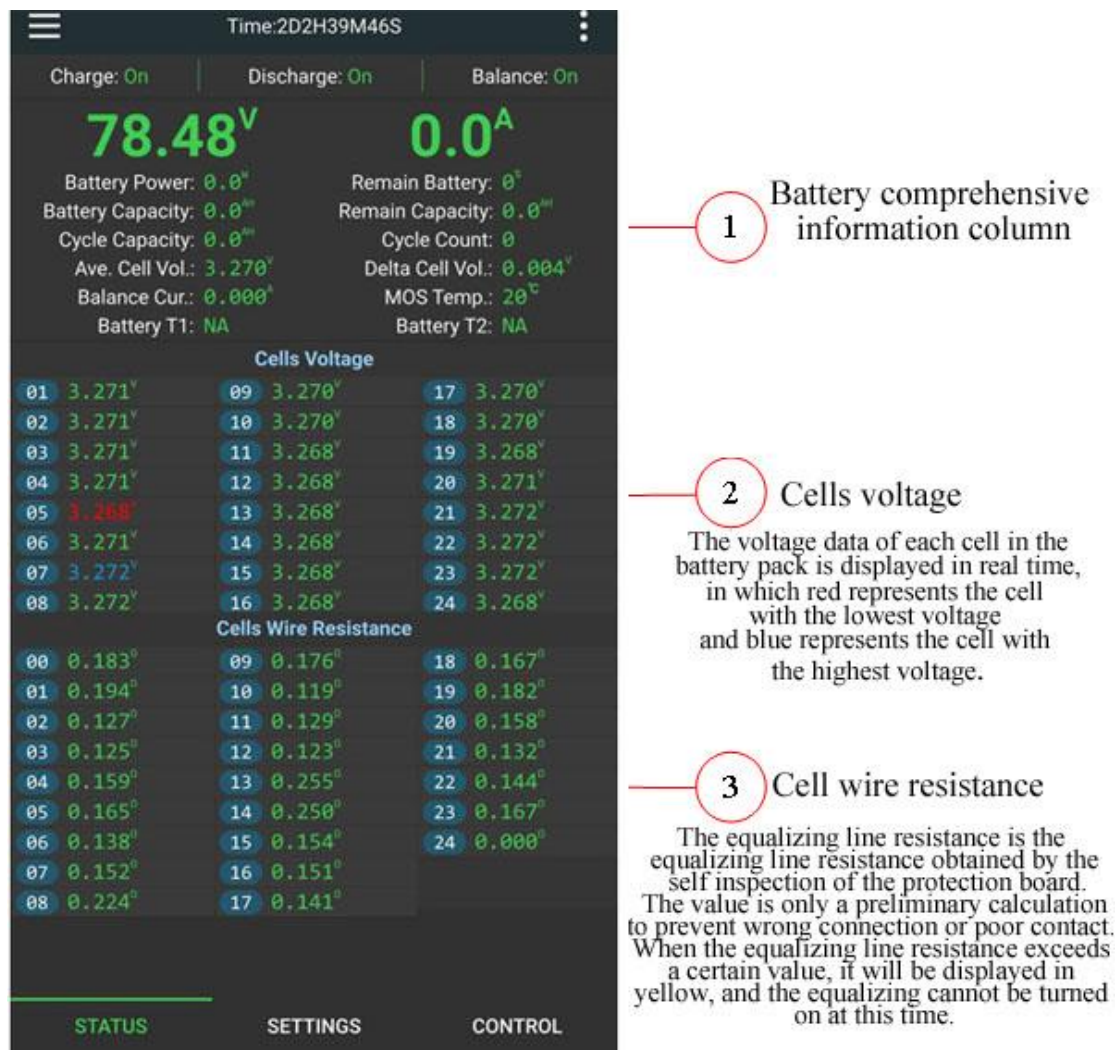 Time:2D2H39M46S
Charge: On Discharge: On Balance: On
78.48V 0.0A
Battery Power: 0.0W Remain Battery: 0%
Battery Capacity: 0.0AH Remain Capacity: 0.0AH
Cycle Capacity: 0.0AH Cycle Count: 0
Ave. Cell Vol.: 3.270V Delta Cell Vol.: 0.004V
Balance Cur.: 0.000A MOS Temp.: 20℃
Battery T1: NA Battery T2: NA
Cells Voltage
01 3.271V 09 3.270V 17 3.270V
02 3.271V 10 3.270V 18 3.270V
03 3.271V 11 3.268V 19 3.268V
04 3.271V 12 3.268V 20 3.271V
05 3.268V 13 3.268V 21 3.272V
06 3.271V 14 3.268V 22 3.272V
07 3.272V 15 3.268V 23 3.272V
08 3.272V 16 3.268V 24 3.268V
Cells Wire Resistance
00 0.183Ω 09 0.176Ω 18 0.167Ω
01 0.194Ω 10 0.119Ω 19 0.182Ω
02 0.127Ω 11 0.129Ω 20 0.158Ω
03 0.125Ω 12 0.123Ω 21 0.132Ω
04 0.159Ω 13 0.255Ω 22 0.144Ω
05 0.165Ω 14 0.250Ω 23 0.167Ω
06 0.138Ω 15 0.154Ω 24 0.000Ω
07 0.152Ω 16 0.151Ω
08 0.224Ω 17 0.141Ω
STATUS SETTINGS CONTROL
1 Battery comprehensive
information column
2 Cells voltage
The voltage data of each cell in the
battery pack is displayed in real time,
in which red represents the cell
with the lowest voltage
and blue represents the cell with
the highest voltage.
3 Cell wire resistance
The equalizing line resistance is the
equalizing line resistance obtained by the
self inspection of the protection board.
The value is only a preliminary calculation
to prevent wrong connection or poor contact.
When the equalizing line resistance exceeds
a certain value, it will be displayed in
yellow, and the equalizing cannot be turned
on at this time.